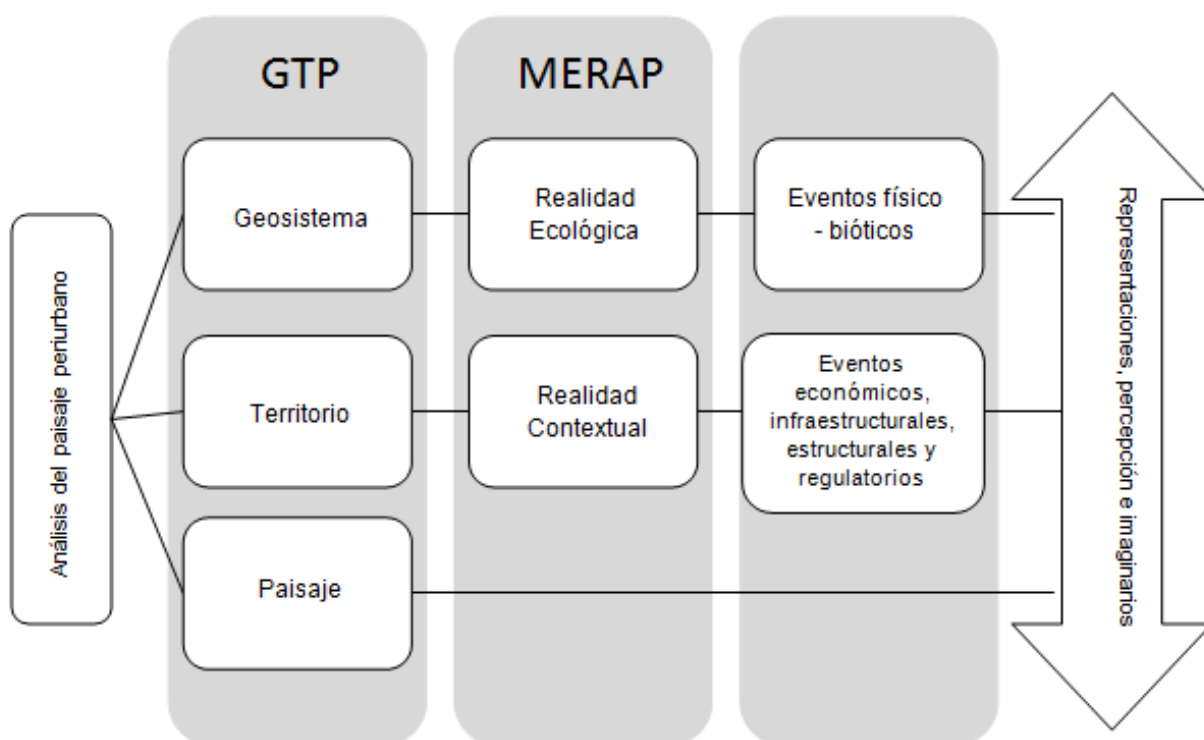 GTP
MERAP
Análisis del paisaje periurbano
Geosistema
Realidad
Ecológica
Eventos físico
- bióticos
Territorio
Realidad
Contextual
Eventos
económicos,
infraestructurales,
estructurales y
regulatorios
Paisaje
Representaciones, percepción e imaginarios